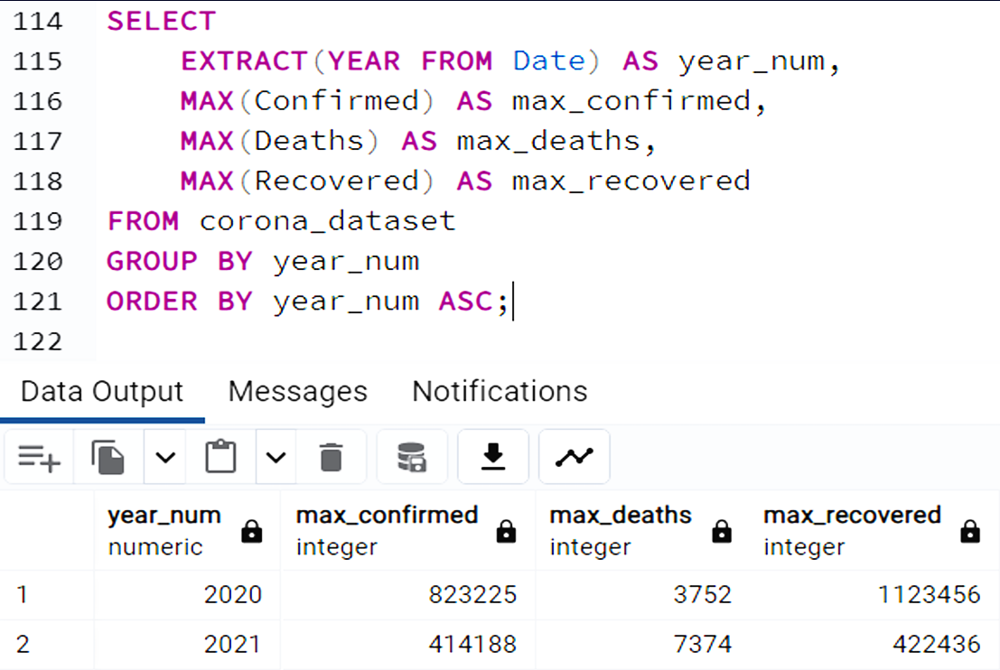 114 SELECT
115 EXTRACT(YEAR FROM Date) AS year_num,
116 MAX(Confirmed) AS max_confirmed,
117 MAX(Deaths) AS max_deaths,
118 MAX(Recovered) AS max_recovered
119 FROM corona_dataset
120 GROUP BY year_num
121 ORDER BY year_num ASC;
122
Data Output Messages Notifications
year_num max_confirmed max_deaths max_recovered
numeric integer integer integer
1 2020 823225 3752 1123456
2 2021 414188 7374 422436